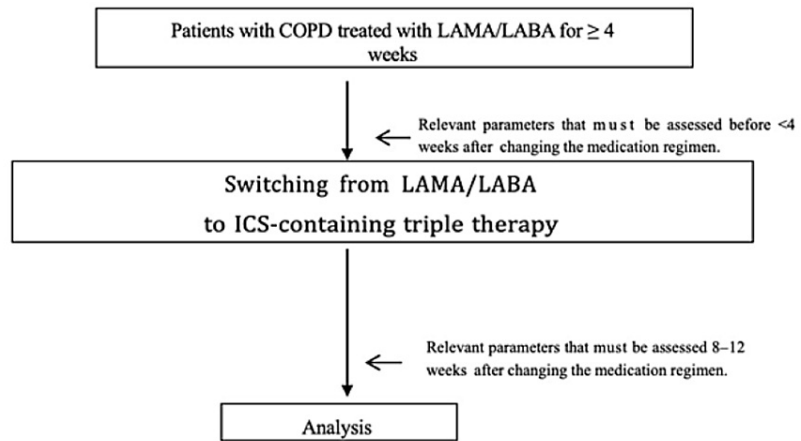 Patients with COPD treated with LAMA/LABA for ≥ 4
weeks
Relevant parameters that must be assessed before <4
weeks after changing the medication regimen.
Switching from LAMA/LABA
to ICS-containing triple therapy
Relevant parameters that must be assessed 8–12
weeks after changing the medication regimen.
Analysis